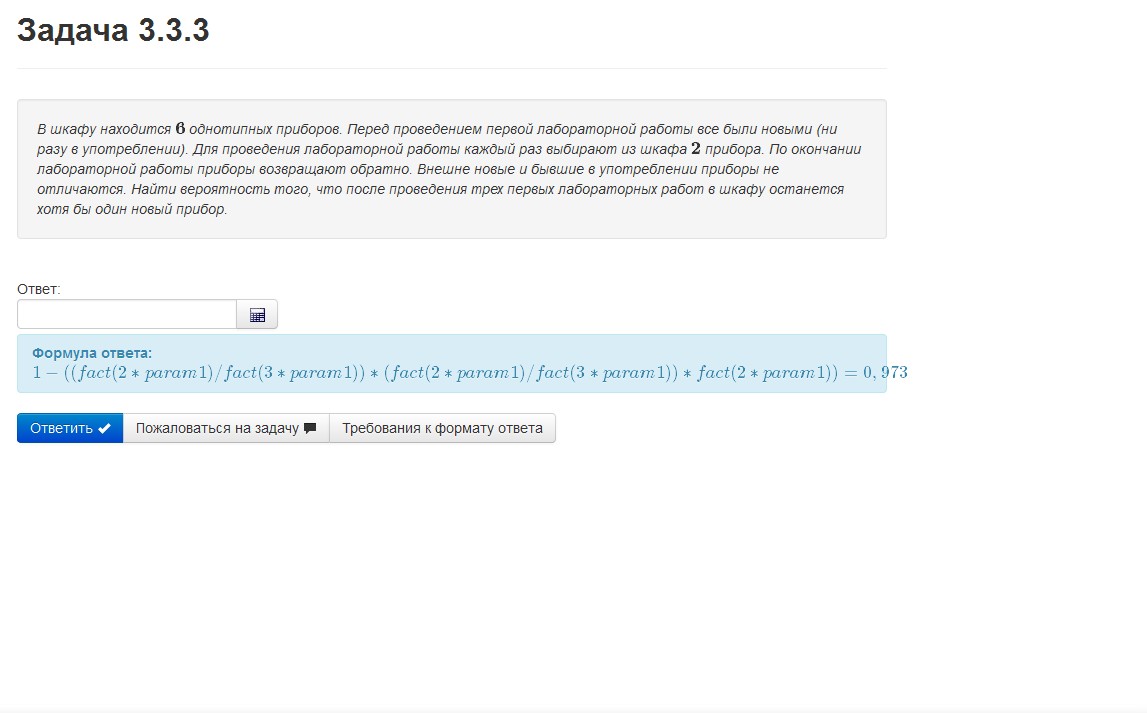 Задача 3.3.3
В шкафу находится 6 однотипных приборов. Перед проведением первой лабораторной работы все были новыми (ни
разу в употреблении). Для проведения лабораторной работы каждый раз выбирают из шкафа 2 прибора. По окончании
лабораторной работы приборы возвращают обратно. Внешне новые и бывшие в употреблении приборы не
отличаются. Найти вероятность того, что после проведения трех первых лабораторных работ в шкафу останется
хотя бы один новый прибор.
Ответ:
Формула ответа:
1 − ((fact(2 ∗ param1)/fact(3 ∗ param1)) ∗ (fact(2 ∗ param1)/fact(3 ∗ param1)) ∗ fact(2 ∗ param1)) = 0, 973
Ответить
Пожаловаться на задачу
Требования к формату ответа